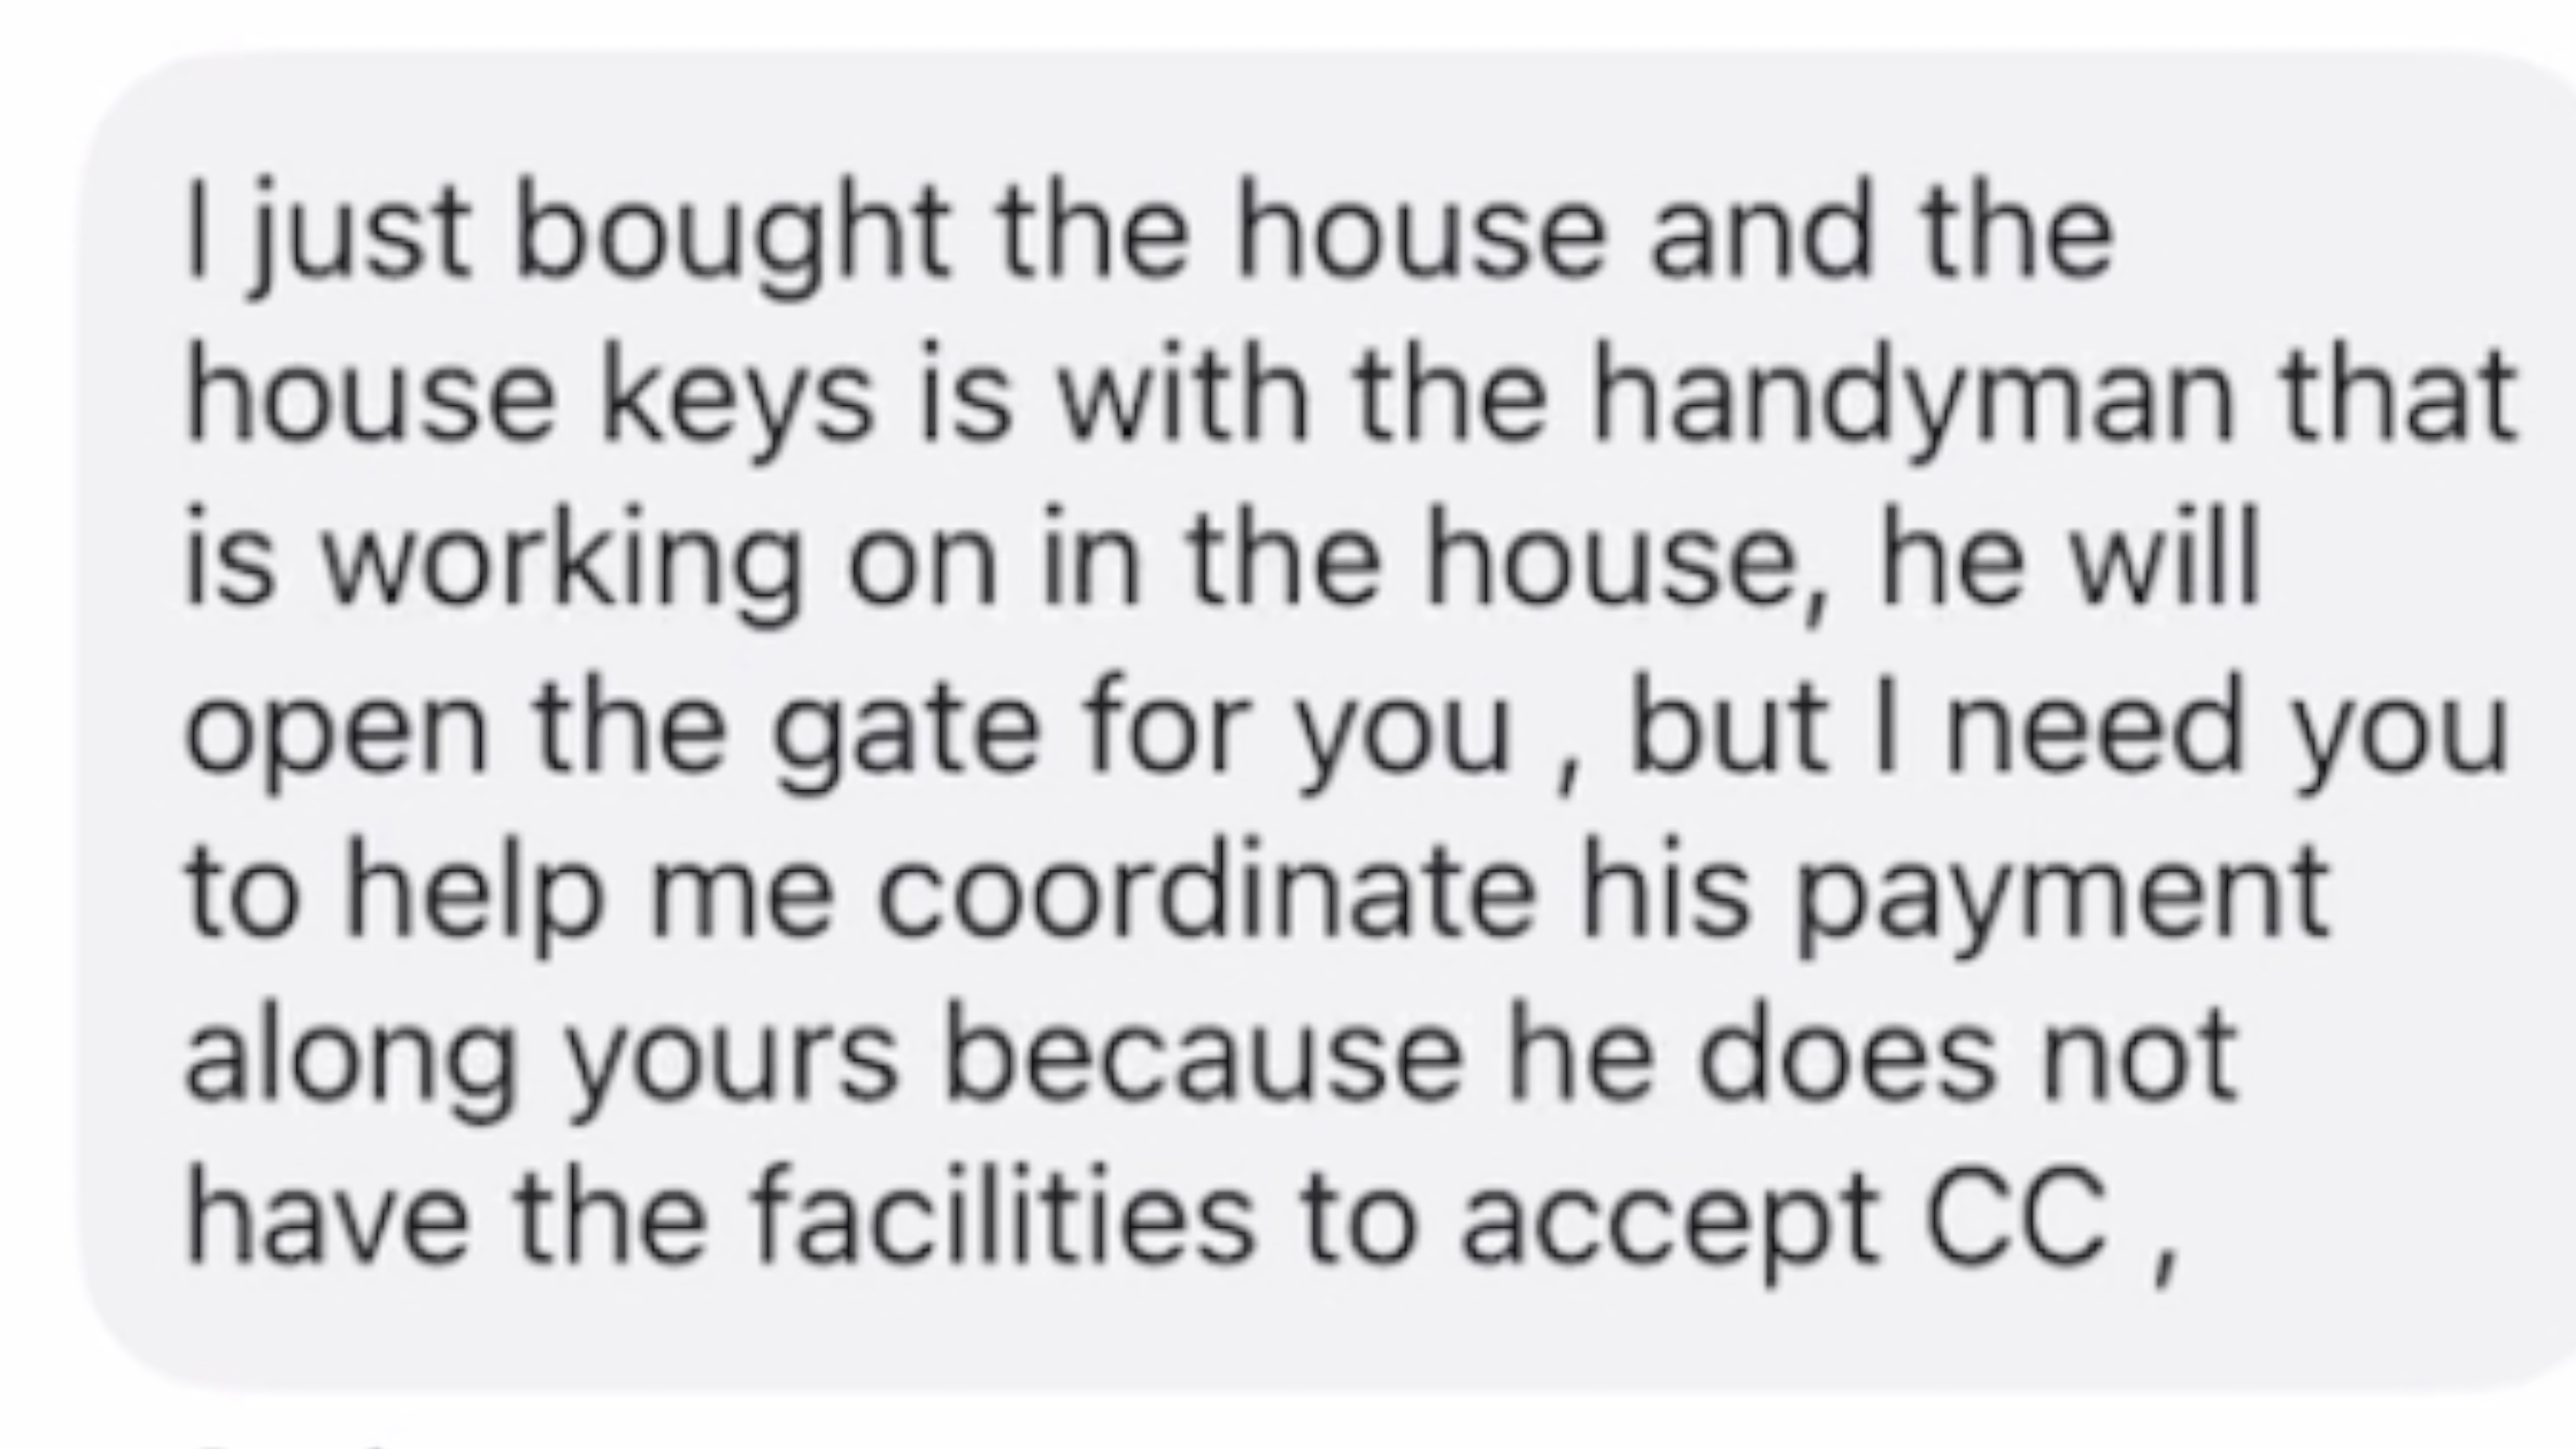 I just bought the house and the
house keys is with the handyman that
is working on in the house, he will
open the gate for you , but I need you
to help me coordinate his payment
along yours because he does not
have the facilities to accept CC ,